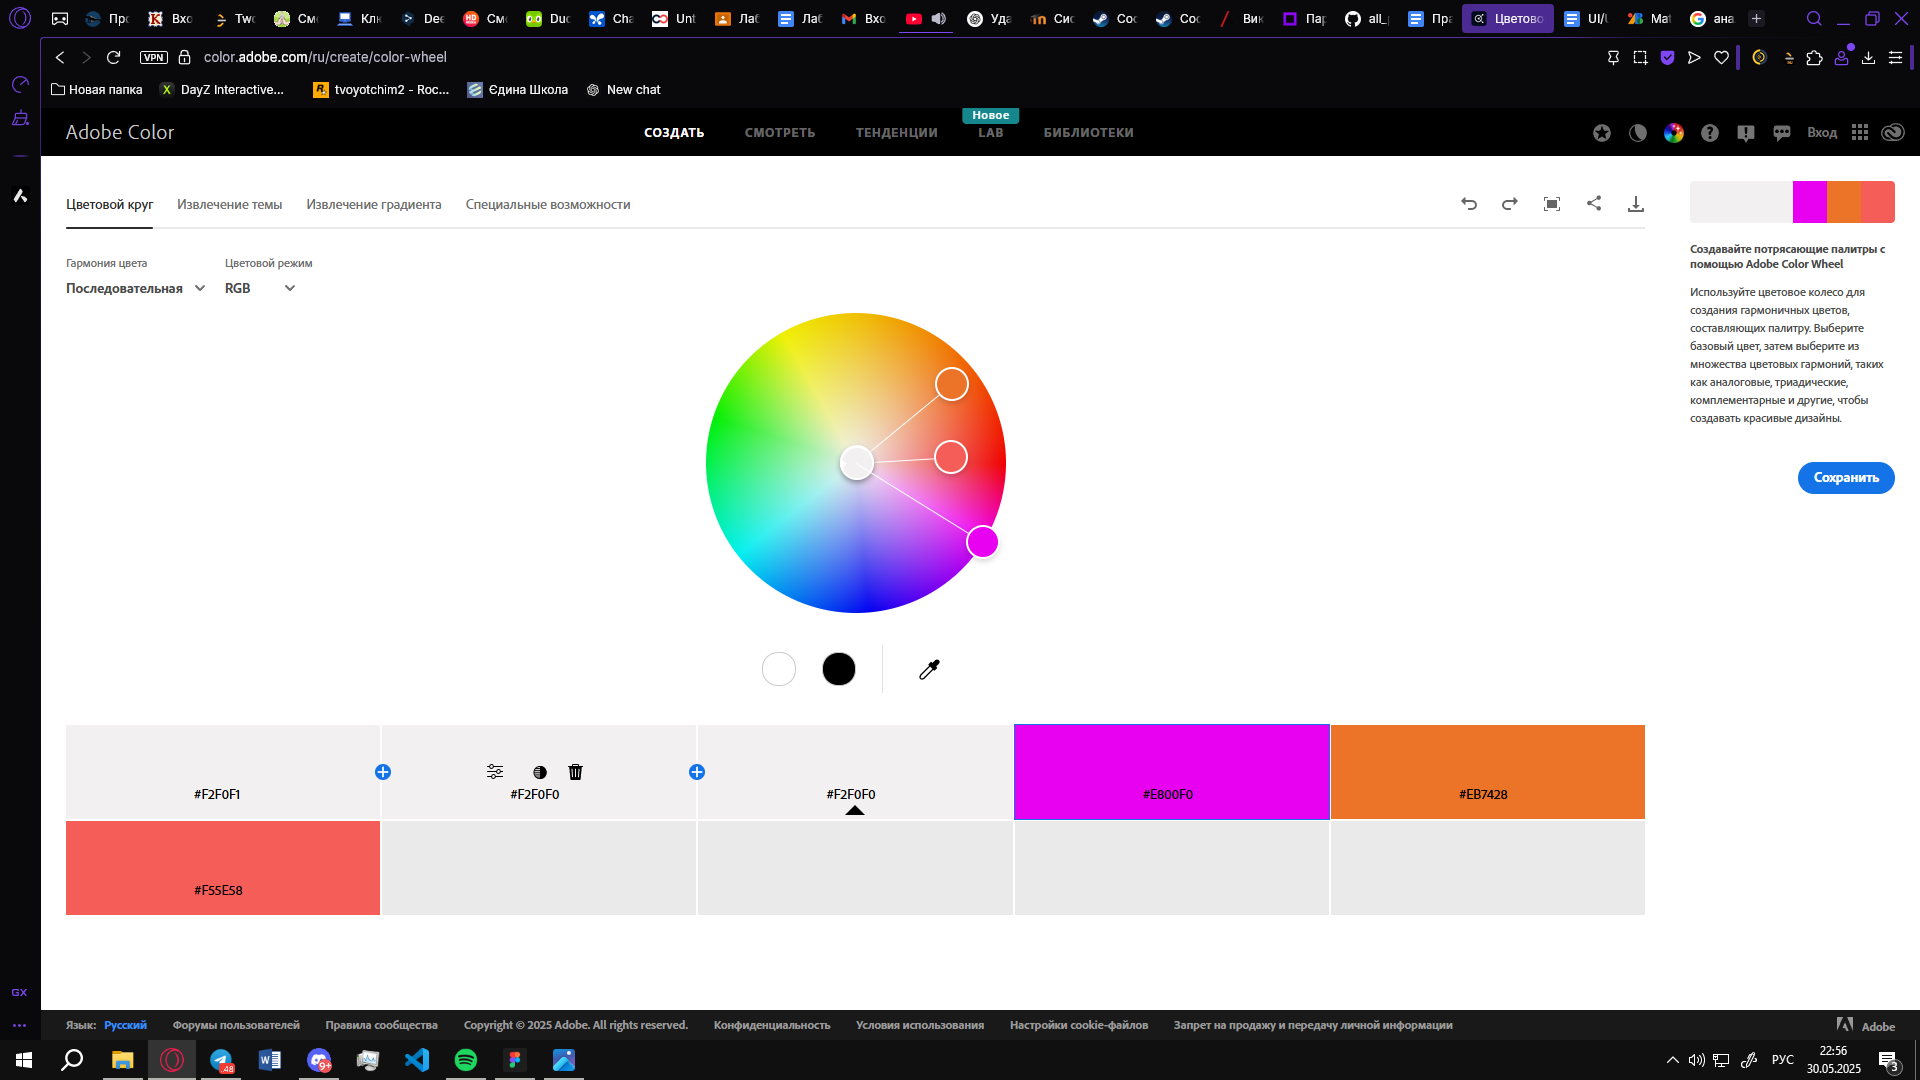 Пр
Вхо
Twc
Смо
Клк
Dee
Смо
Duc
Cha
Unt
Лаб
Лаб
Вхо
Уда
Сис
Сос
Сос
Вик
Пар
all_p
Пра
Цветово
UI/U
Mat
ана
VPN
color.adobe.com/ru/create/color-wheel
Новая папка
DayZ Interactive...
tvoyotchim2 - Roc...
Єдина Школа
New chat
Adobe Color
СОЗДАТЬ
СМОТРЕТЬ
ТЕНДЕНЦИИ
Новое
LAB
БИБЛИОТЕКИ
Вход
Цветовой круг
Извлечение темы
Извлечение градиента
Специальные возможности
Гармония цвета
Последовательная
Цветовой режим
RGB
Создавайте потрясающие палитры с
помощью Adobe Color Wheel
Используйте цветовое колесо для
создания гармоничных цветов,
составляющих палитру. Выберите
базовый цвет, затем выберите из
множества цветовых гармоний, таких
как аналоговые, триадические,
комплементарные и другие, чтобы
создавать красивые дизайны.
Сохранить
#F2F0F1
#F2F0F0
#F2F0F0
#E800F0
#EB7428
#F55E58
GX
Язык: Русский
Форумы пользователей
Правила сообщества
Copyright © 2025 Adobe. All rights reserved.
Конфиденциальность
Условия использования
Настройки cookie-файлов
Запрет на продажу и передачу личной информации
Adobe
48
9+
РУС
22:56
30.05.2025
3